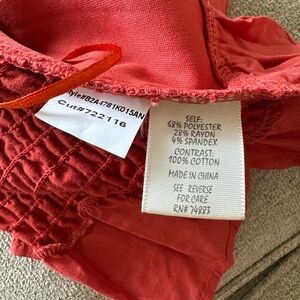 Style#B2A4781K015AN
Cut#722116
SELF:
68% POLYESTER
28% RAYON
4% SPANDEX
CONTRAST:
100% COTTON
MADE IN CHINA
SEE REVERSE
FOR CARE
RN# 74883